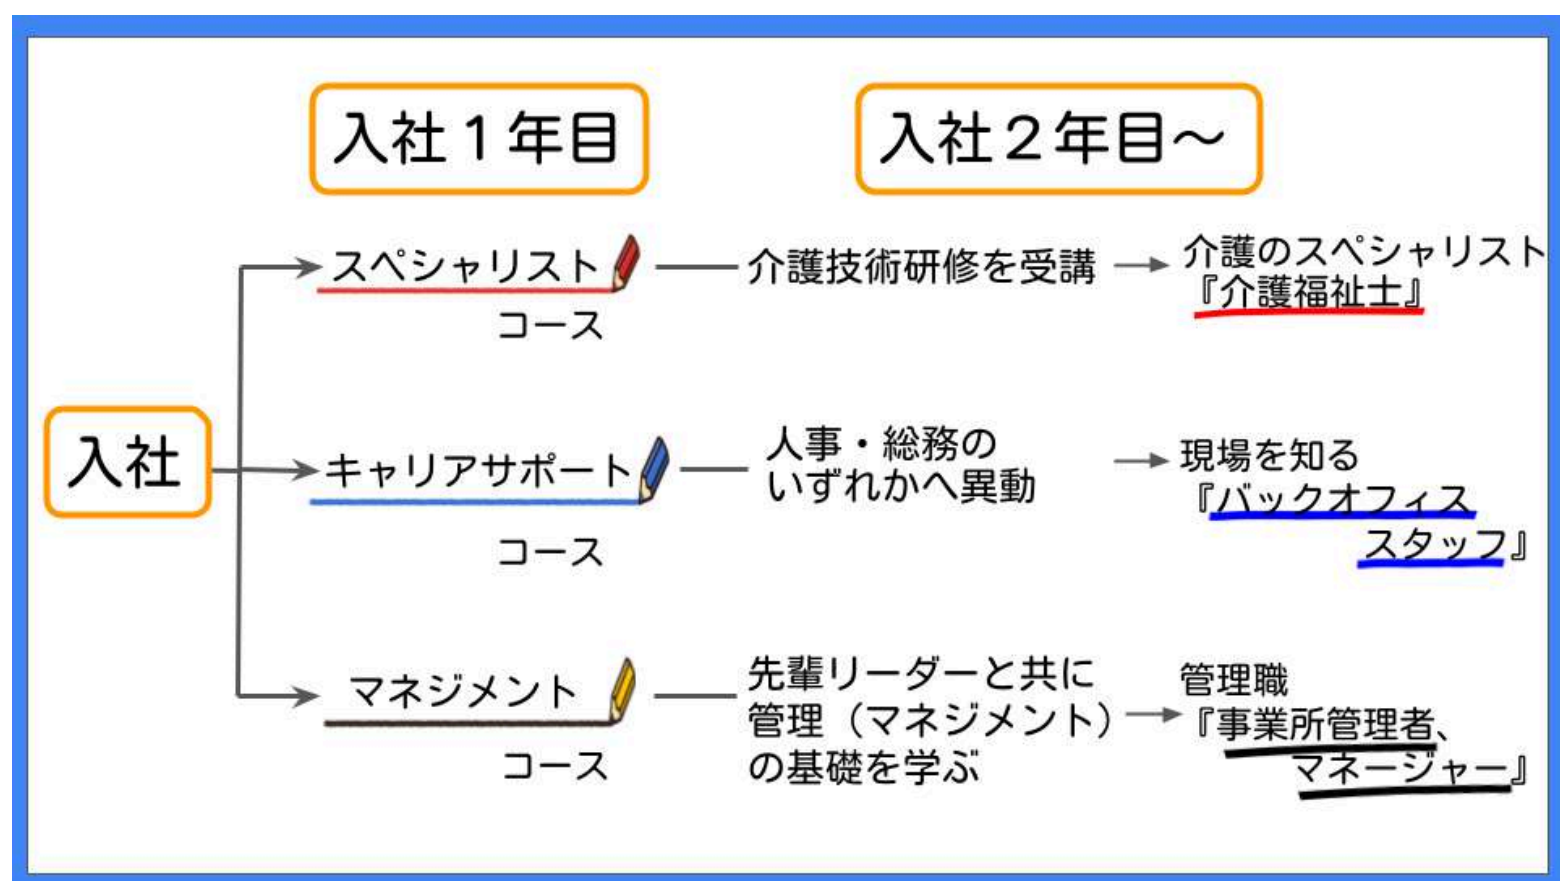 入社１年目
入社２年目～
スペシャリスト
コース
介護技術研修を受講
介護のスペシャリスト
『介護福祉士』
入社
キャリアサポート
コース
人事・総務の
いずれかへ異動
現場を知る
『バックオフィス
スタッフ』
マネジメント
コース
先輩リーダーと共に
管理（マネジメント）
の基礎を学ぶ
管理職
『事業所管理者、
マネージャー』